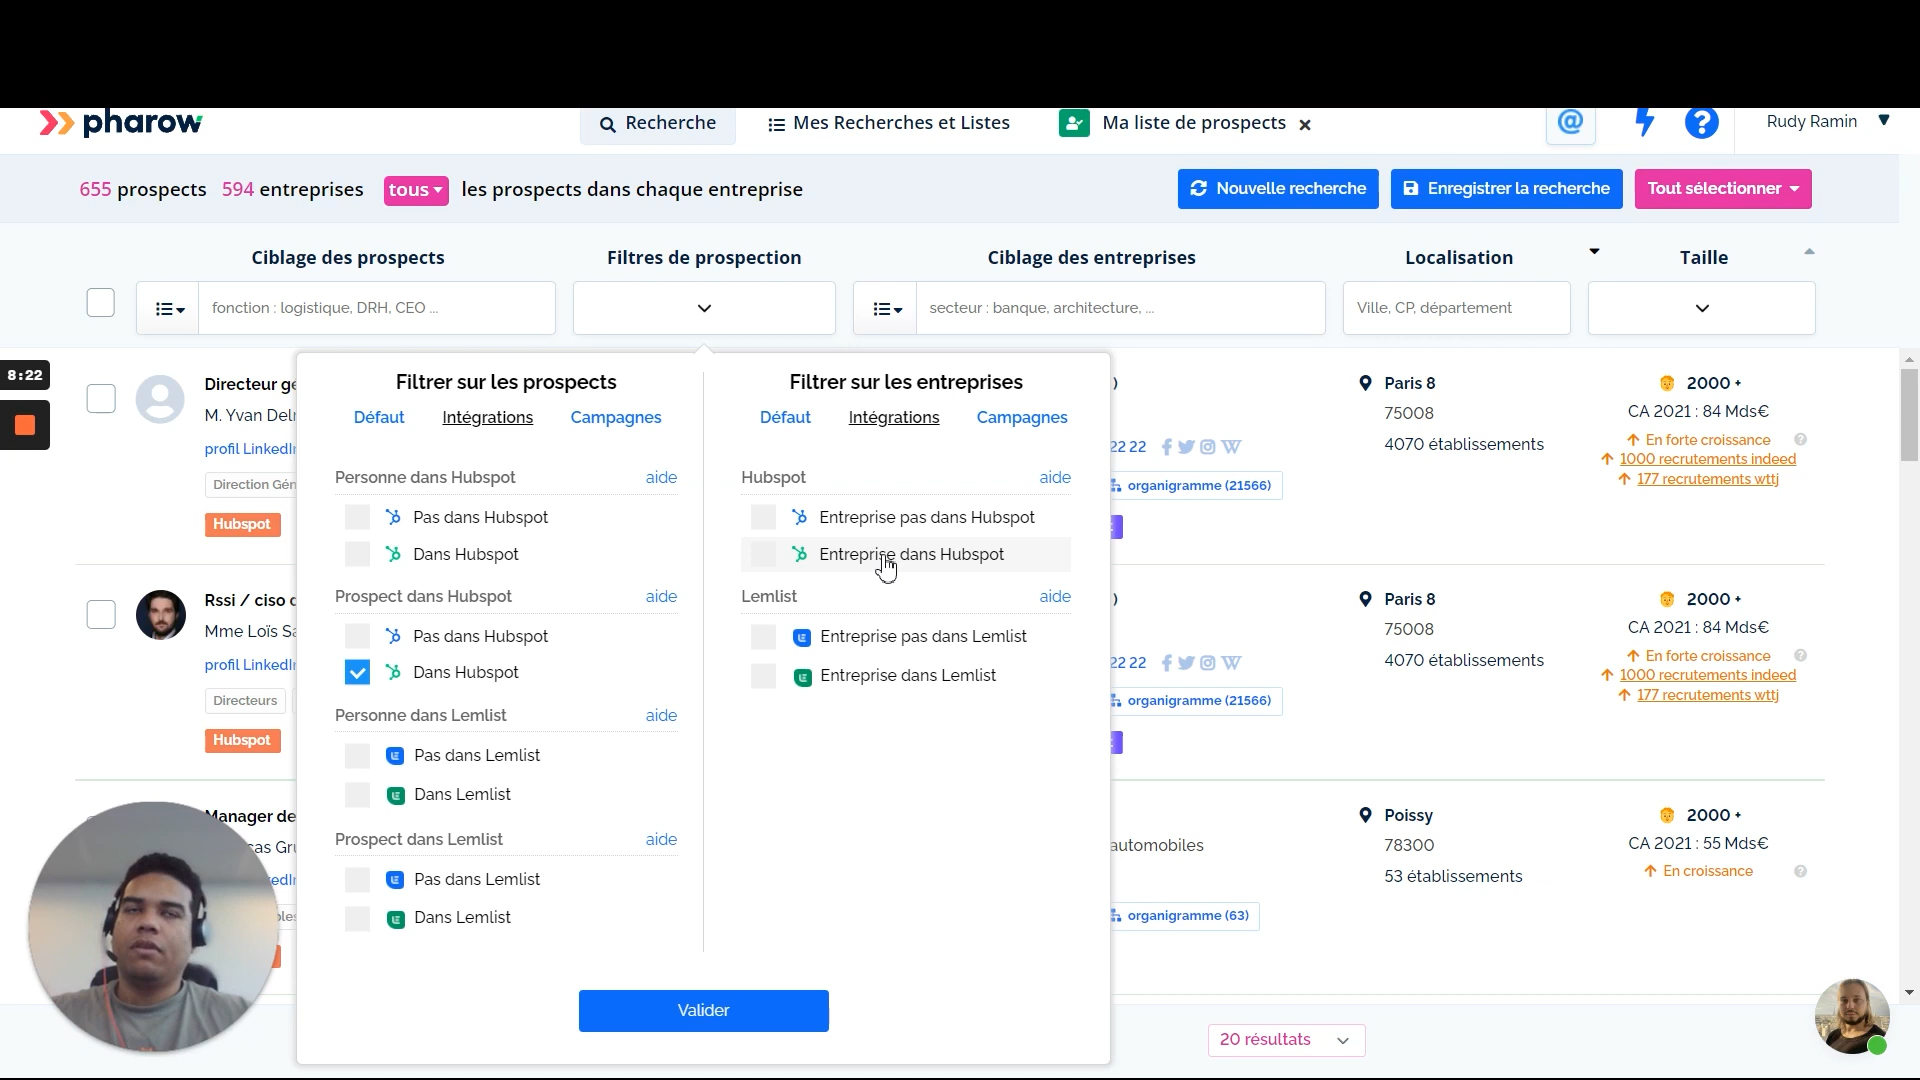 pharow
Recherche
Mes Recherches et Listes
Ma liste de prospects
Rudy Ramin
655 prospects 594 entreprises tous les prospects dans chaque entreprise
Nouvelle recherche
Enregistrer la recherche
Tout sélectionner
Ciblage des prospects
Filtres de prospection
Ciblage des entreprises
Localisation
Taille
fonction : logistique, DRH, CEO ...
secteur : banque, architecture, ...
Ville, CP, département
8:22
Directeur
M. Yvan
profil
Direction
Hubspot
Filtrer sur les prospects
Défaut Intégrations Campagnes
Personne dans Hubspot aide
Pas dans Hubspot
Dans Hubspot
Prospect dans Hubspot aide
Pas dans Hubspot
Dans Hubspot
Personne dans Lemlist aide
Pas dans Lemlist
Dans Lemlist
Prospect dans Lemlist aide
Pas dans Lemlist
Dans Lemlist
Filtrer sur les entreprises
Défaut Intégrations Campagnes
Hubspot aide
Entreprise pas dans Hubspot
Entreprise dans Hubspot
Lemlist aide
Entreprise pas dans Lemlist
Entreprise dans Lemlist
Valider
22 22
organigramme (21566)
Paris 8
75008
4070 établissements
2000 +
CA 2021 : 84 Mds€
En forte croissance
1000 recrutements indeed
177 recrutements wttj
Rssi / ciso
Mme Loïs
profil
Directeurs
Hubspot
22 22
organigramme (21566)
Paris 8
75008
4070 établissements
2000 +
CA 2021 : 84 Mds€
En forte croissance
1000 recrutements indeed
177 recrutements wttj
Manager
automobiles
organigramme (63)
Poissy
78300
53 établissements
2000 +
CA 2021 : 55 Mds€
En croissance
20 résultats